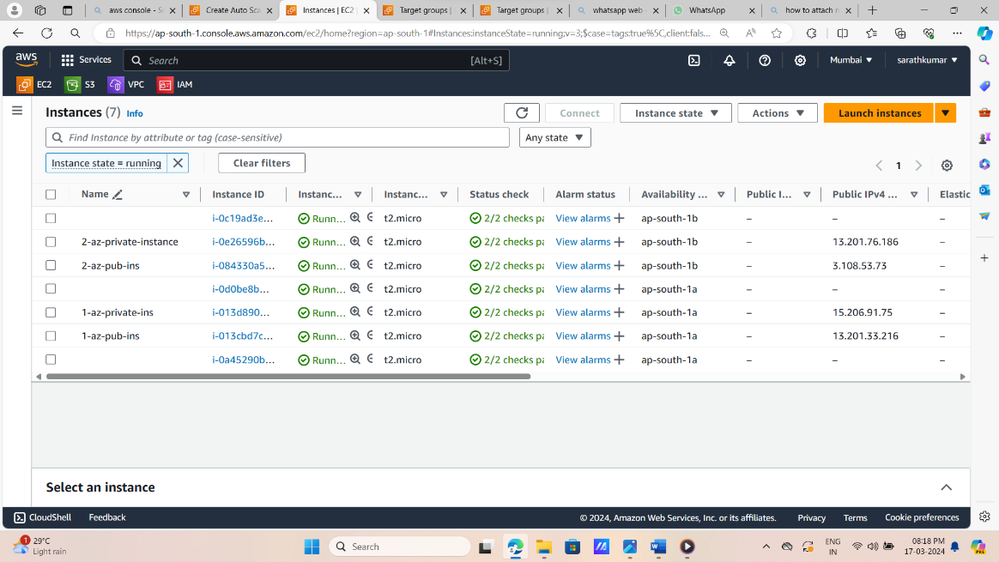 aws console - Se
Create Auto Sca
Instances | EC2
Target groups |
Target groups |
whatsapp web -
WhatsApp
how to attach m
https://ap-south-1.console.aws.amazon.com/ec2/home?region=ap-south-1#Instances:instanceState=running;v=3;$case=tags:true%5C,client:fals...
aws
Services
Search
[Alt+S]
Mumbai
sarathkumar
EC2
S3
VPC
IAM
Instances (7) Info
Connect
Instance state
Actions
Launch instances
Find Instance by attribute or tag (case-sensitive)
Any state
Instance state = running
Clear filters
1
Name Instance ID Instanc... Instanc... Status check Alarm status Availability ... Public I... Public IPv4 ... Elastic
i-0c19ad3e... Runn... t2.micro 2/2 checks pa View alarms + ap-south-1b – – –
2-az-private-instance i-0e26596b... Runn... t2.micro 2/2 checks pa View alarms + ap-south-1b – 13.201.76.186 –
2-az-pub-ins i-084330a5... Runn... t2.micro 2/2 checks pa View alarms + ap-south-1b – 3.108.53.73 –
i-0d0be8b... Runn... t2.micro 2/2 checks pa View alarms + ap-south-1a – – –
1-az-private-ins i-013d890... Runn... t2.micro 2/2 checks pa View alarms + ap-south-1a – 15.206.91.75 –
1-az-pub-ins i-013cbd7c... Runn... t2.micro 2/2 checks pa View alarms + ap-south-1a – 13.201.33.216 –
i-0a45290b... Runn... t2.micro 2/2 checks pa View alarms + ap-south-1a – – –
Select an instance
CloudShell
Feedback
© 2024, Amazon Web Services, Inc. or its affiliates.
Privacy
Terms
Cookie preferences
1
29°C
Light rain
Search
ENG
IN
08:18 PM
17-03-2024
PRE